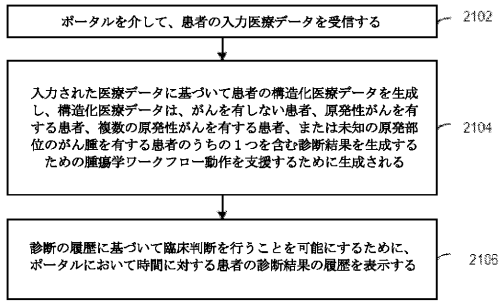 ポータルを介して、患者の入力医療データを受信する
2102
入力された医療データに基づいて患者の構造化医療データを生成
し、構造化医療データは、がんを有しない患者、原発性がんを有
する患者、複数の原発性がんを有する患者、または未知の原発部
位のがん腫を有する患者のうちの1つを含む診断結果を生成する
ための腫瘍学ワークフロー動作を支援するために生成される
2104
診断の履歴に基づいて臨床判断を行うことを可能にするために、
ポータルにおいて時間に対する患者の診断結果の履歴を表示する
2106